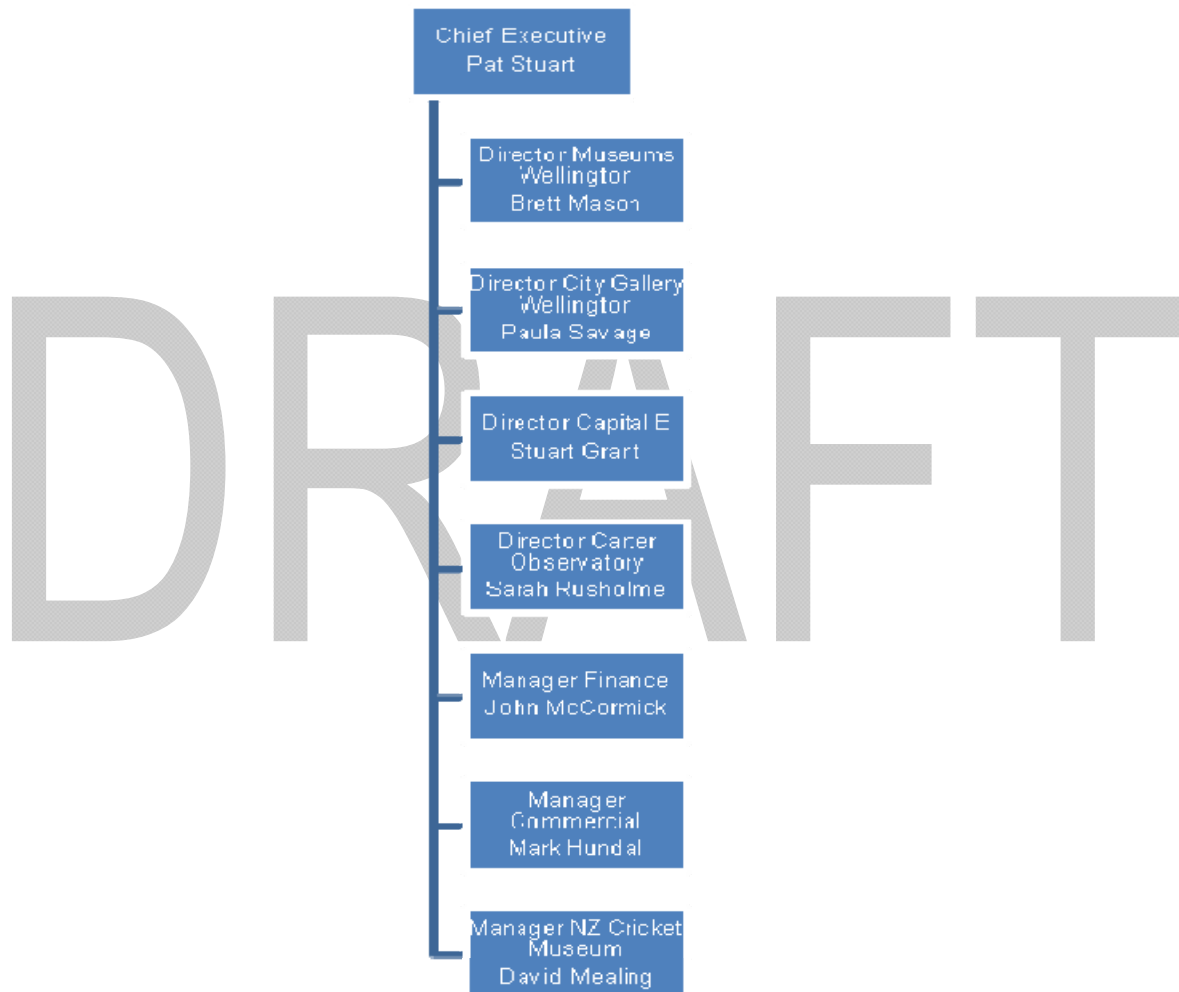 Chief Executive
Pat Stuart
Director Museums
Wellington
Brett Mason
Director City Gallery
Wellington
Paula Savage
Director Capital E
Stuart Grant
Director Carter
Observatory
Sarah Rusholme
Manager Finance
John McCormick
Manager
Commercial
Mark Hundal
Manager NZ Cricket
Museum
David Mealing
DRAFT